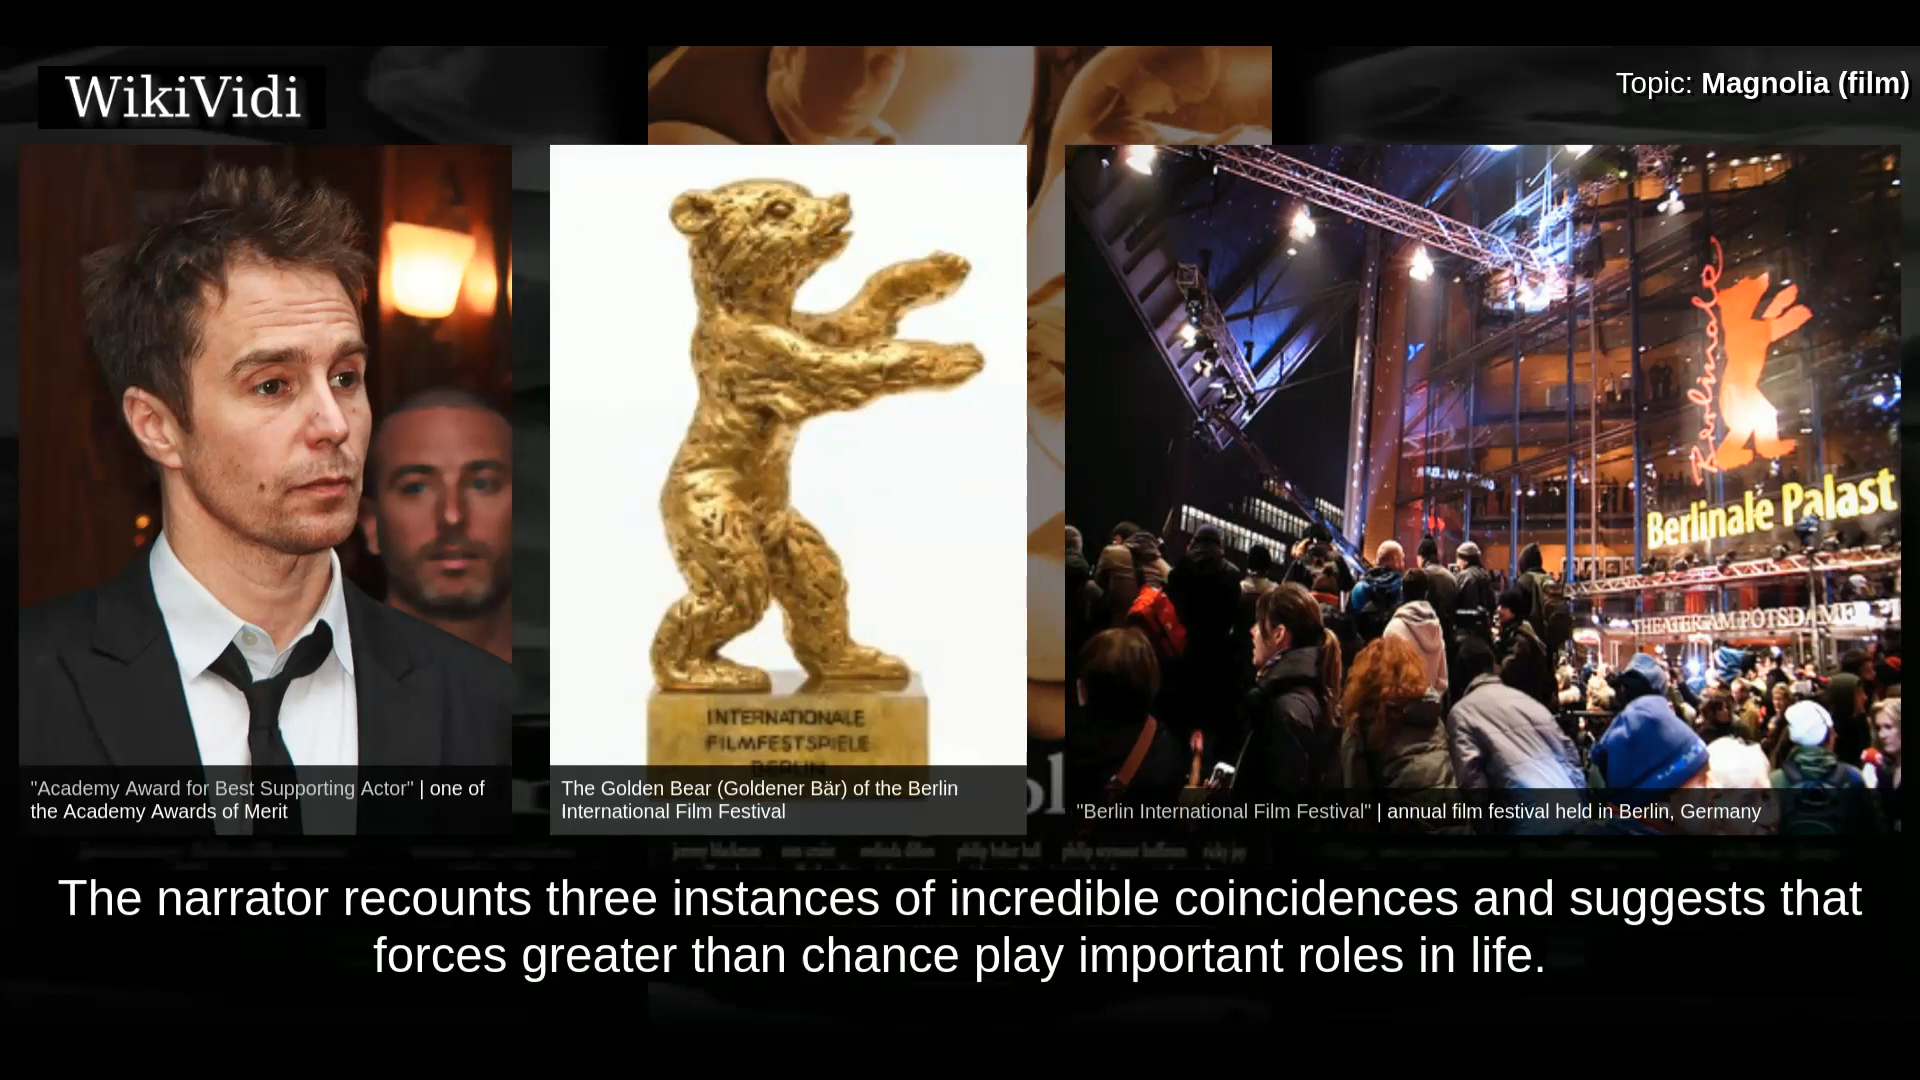 WikiVidi
Topic: Magnolia (film)
Berlinale
Berlinale Palast
THEATER AM POTSDAMER
INTERNATIONALE
FILMFESTSPIELE
BERLIN
"Academy Award for Best Supporting Actor" | one of
the Academy Awards of Merit
The Golden Bear (Goldener Bär) of the Berlin
International Film Festival
"Berlin International Film Festival" | annual film festival held in Berlin, Germany
The narrator recounts three instances of incredible coincidences and suggests that
forces greater than chance play important roles in life.